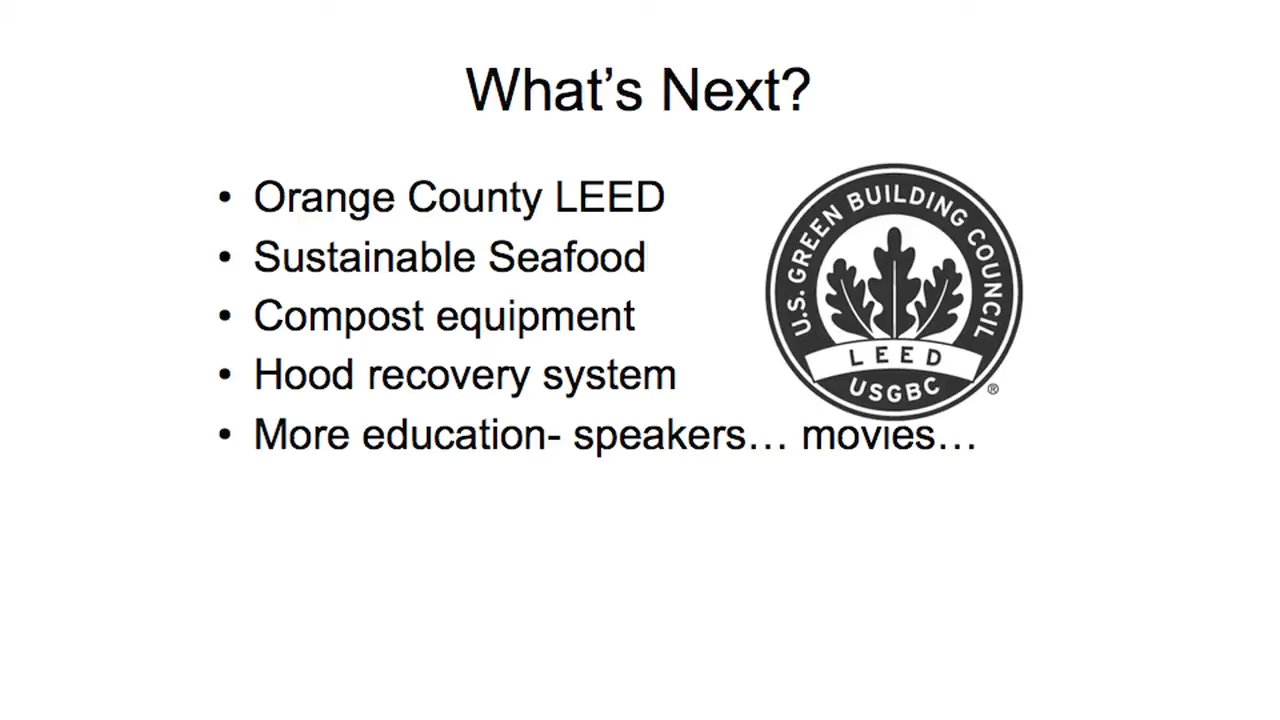 What’s Next?
• Orange County LEED
• Sustainable Seafood
• Compost equipment
• Hood recovery system
• More education- speakers… movies…
U.S. GREEN BUILDING COUNCIL
LEED
USGBC
®